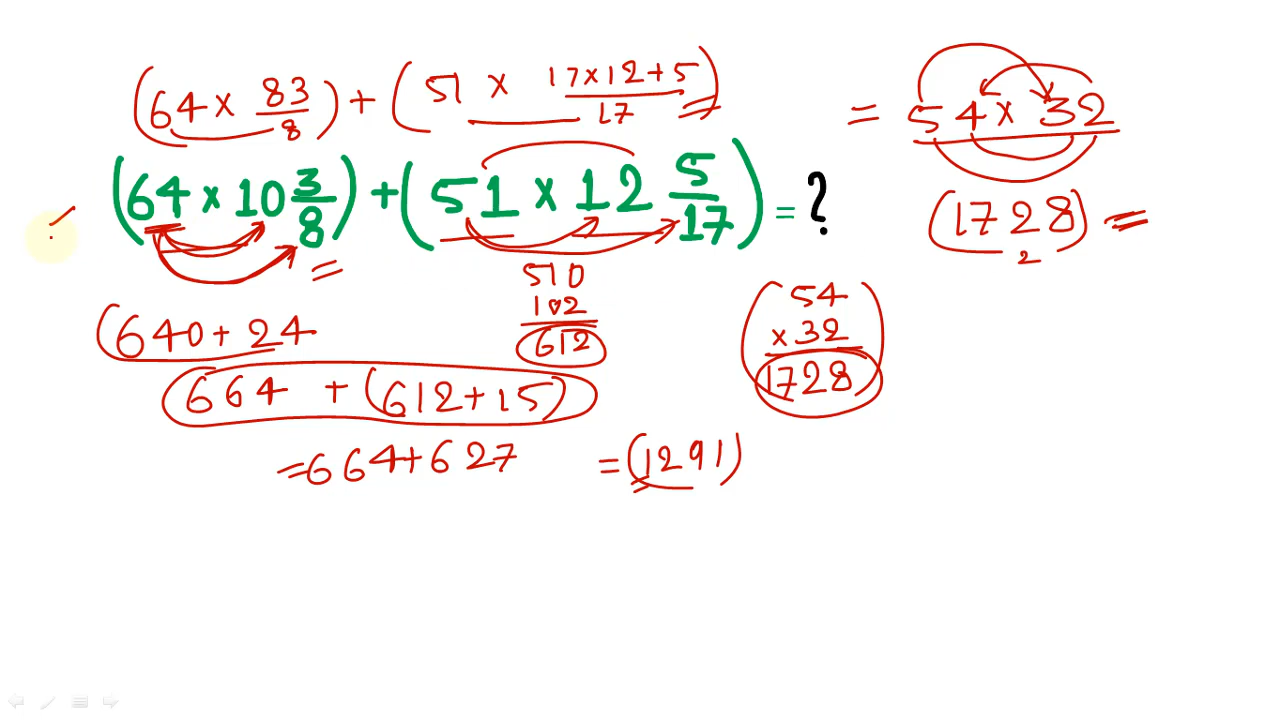 (64 × 83/8) + (51 × 17×12+5/17)
(64 × 10 3/8) + (51 × 12 5/17) = ?
510
102
612
(640 + 24
664 + (612+15)
= 664+627 = (1291)
= 54 × 32
(1728) =
2
54
×32
1728